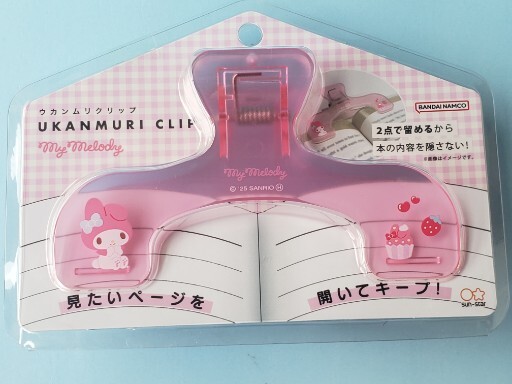 ウカンムリクリップ
UKANMURI CLIP
My Melody
BANDAI NAMCO
2点で留めるから
本の内容を隠さない!
※画像はイメージです。
My Melody
© '25 SANRIO Ⓗ
見たいページを
開いてキープ!
sun-star